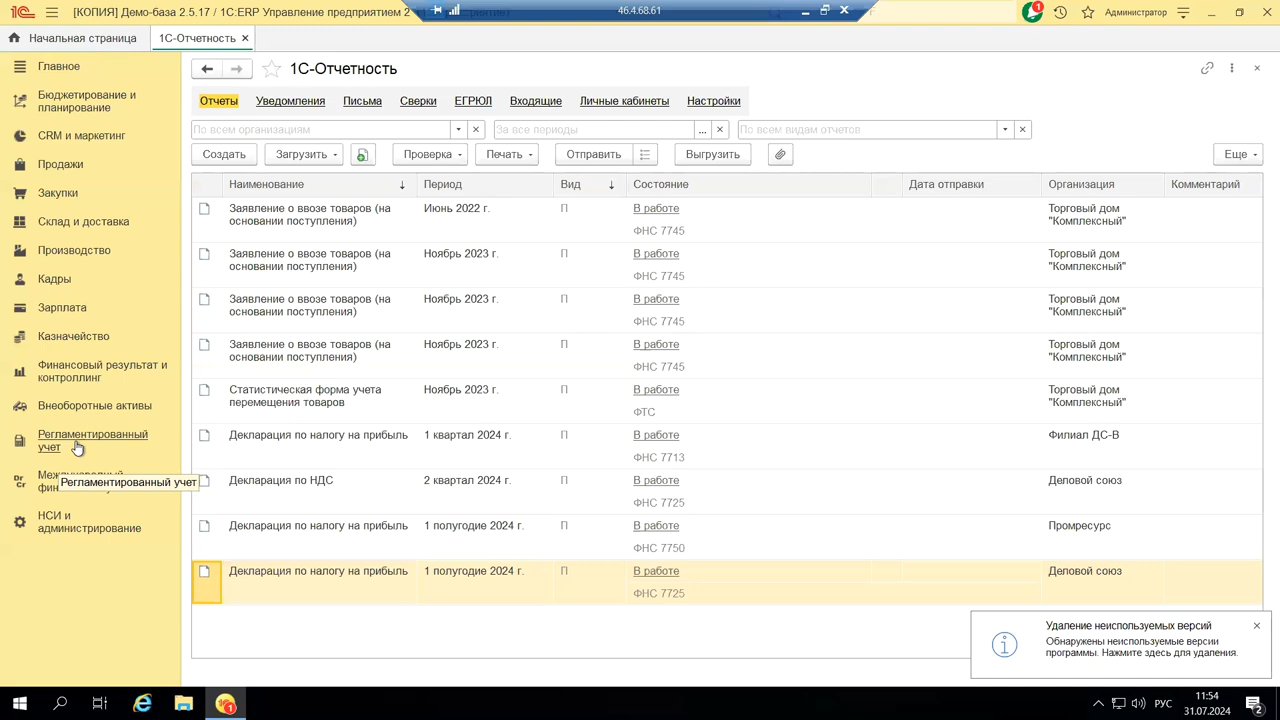 [КОПИЯ] Демо-база 2.5.17 / 1С:ERP Управление предприятием 2
46.4.68.61
Администратор
1
Начальная страница
1С-Отчетность
Главное
Бюджетирование и
планирование
CRM и маркетинг
Продажи
Закупки
Склад и доставка
Производство
Кадры
Зарплата
Казначейство
Финансовый результат и
контроллинг
Внеоборотные активы
Регламентированный
учет
Регламентированный учет
НСИ и
администрирование
1С-Отчетность
Отчеты Уведомления Письма Сверки ЕГРЮЛ Входящие Личные кабинеты Настройки
По всем организациям За все периоды ... По всем видам отчетов
Создать Загрузить Проверка Печать Отправить Выгрузить Еще
Наименование Период Вид Состояние Дата отправки Организация Комментарий
Заявление о ввозе товаров (на Июнь 2022 г. П В работе Торговый дом
основании поступления) "Комплексный"
ФНС 7745
Заявление о ввозе товаров (на Ноябрь 2023 г. П В работе Торговый дом
основании поступления) "Комплексный"
ФНС 7745
Заявление о ввозе товаров (на Ноябрь 2023 г. П В работе Торговый дом
основании поступления) "Комплексный"
ФНС 7745
Заявление о ввозе товаров (на Ноябрь 2023 г. П В работе Торговый дом
основании поступления) "Комплексный"
ФНС 7745
Статистическая форма учета Ноябрь 2023 г. П В работе Торговый дом
перемещения товаров "Комплексный"
ФТС
Декларация по налогу на прибыль 1 квартал 2024 г. П В работе Филиал ДС-В
ФНС 7713
Декларация по НДС 2 квартал 2024 г. П В работе Деловой союз
ФНС 7725
Декларация по налогу на прибыль 1 полугодие 2024 г. П В работе Промресурс
ФНС 7750
Декларация по налогу на прибыль 1 полугодие 2024 г. П В работе Деловой союз
ФНС 7725
Удаление неиспользуемых версий
Обнаружены неиспользуемые версии
программы. Нажмите здесь для удаления.
РУС
11:54
31.07.2024
2